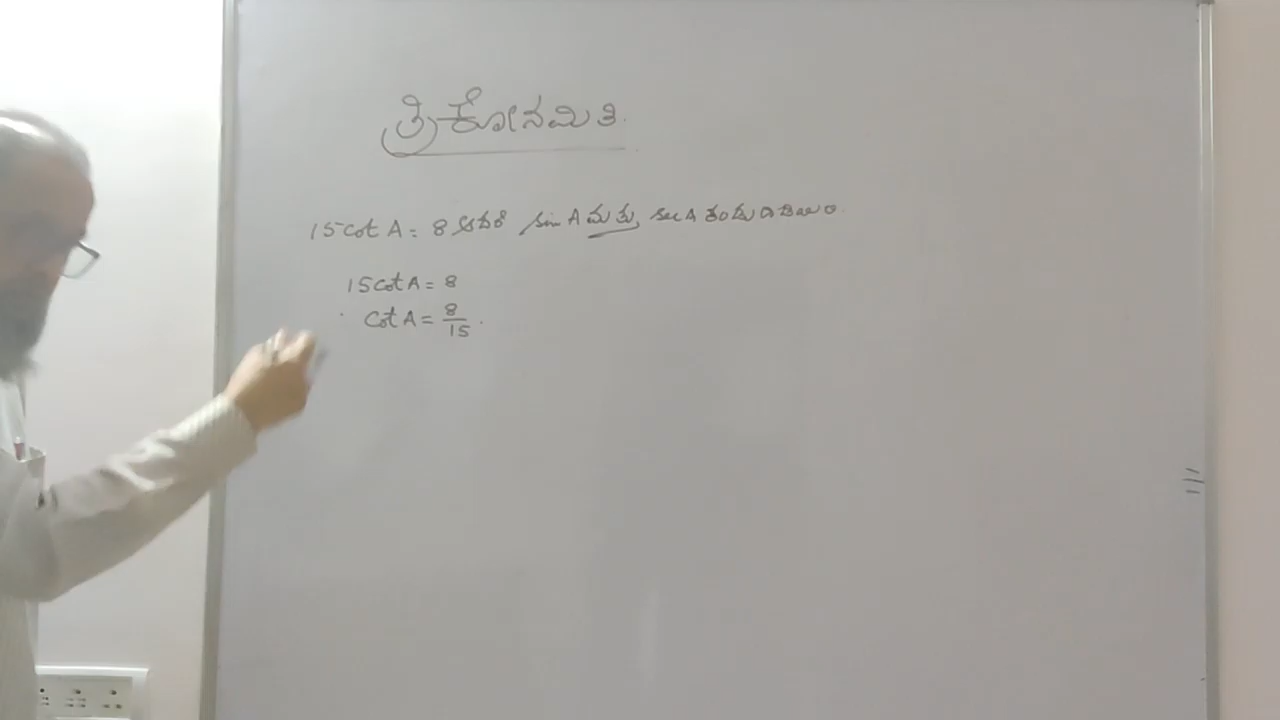 ತ್ರಿಕೋನಮಿತಿ.
15 cot A = 8 ಆದರೆ sin A ಮತ್ತು sec A ಕಂಡುಹಿಡಿಯಿರಿ.
15 cot A = 8
cot A = 8/15.